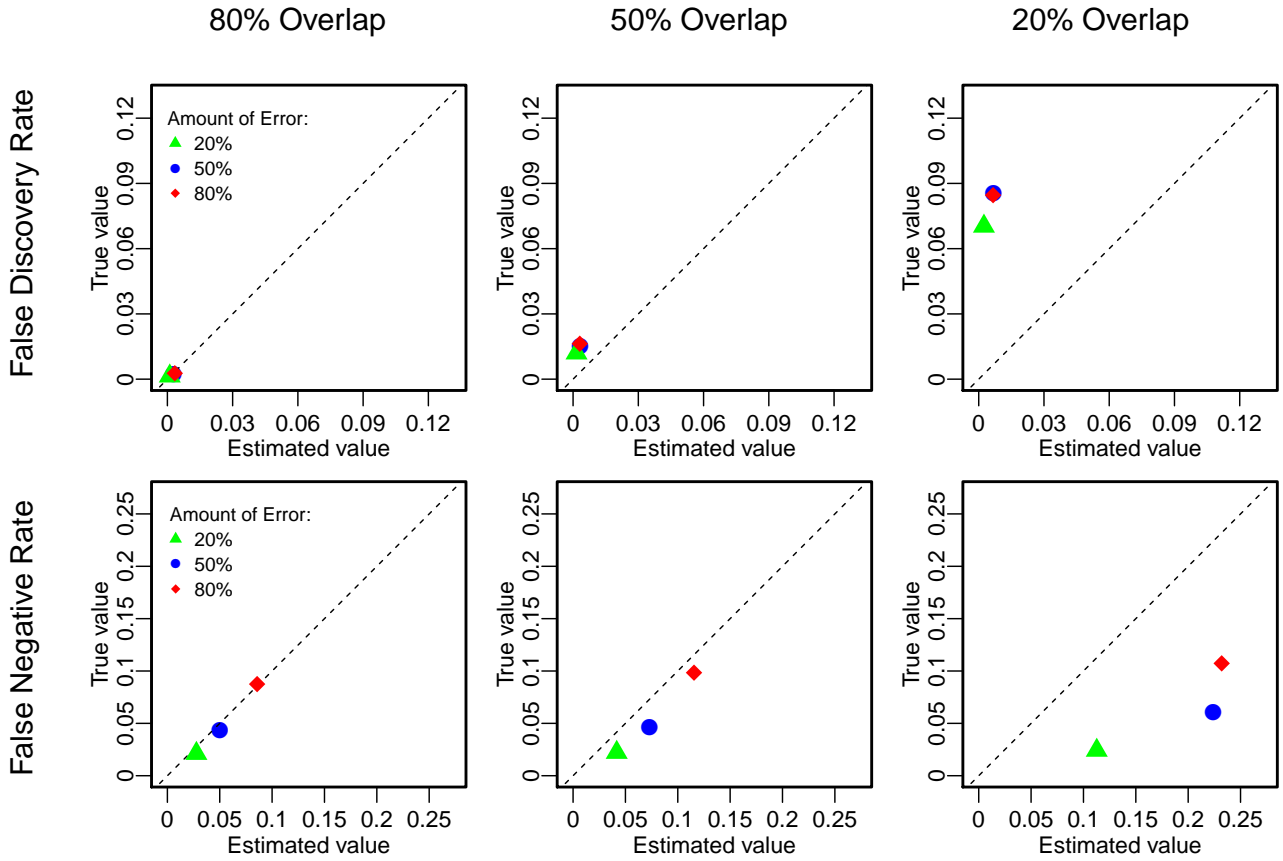 80% Overlap
50% Overlap
20% Overlap
False Discovery Rate
True value
0.12
0.09
0.06
0.03
0
Amount of Error:
20%
50%
80%
0 0.03 0.06 0.09 0.12
Estimated value
True value
0.12
0.09
0.06
0.03
0
0 0.03 0.06 0.09 0.12
Estimated value
True value
0.12
0.09
0.06
0.03
0
0 0.03 0.06 0.09 0.12
Estimated value
False Negative Rate
True value
0.25
0.2
0.15
0.1
0.05
0
Amount of Error:
20%
50%
80%
0 0.05 0.1 0.15 0.2 0.25
Estimated value
True value
0.25
0.2
0.15
0.1
0.05
0
0 0.05 0.1 0.15 0.2 0.25
Estimated value
True value
0.25
0.2
0.15
0.1
0.05
0
0 0.05 0.1 0.15 0.2 0.25
Estimated value